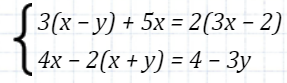 3(x − y) + 5x = 2(3x − 2)
4x − 2(x + y) = 4 − 3y